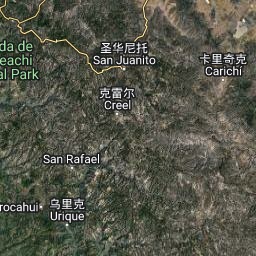 圣华尼托
San Juanito
da de
eachi
al Park
卡里奇克
Carichi
克雷尔
Creel
San Rafael
rocahui
乌里克
Urique